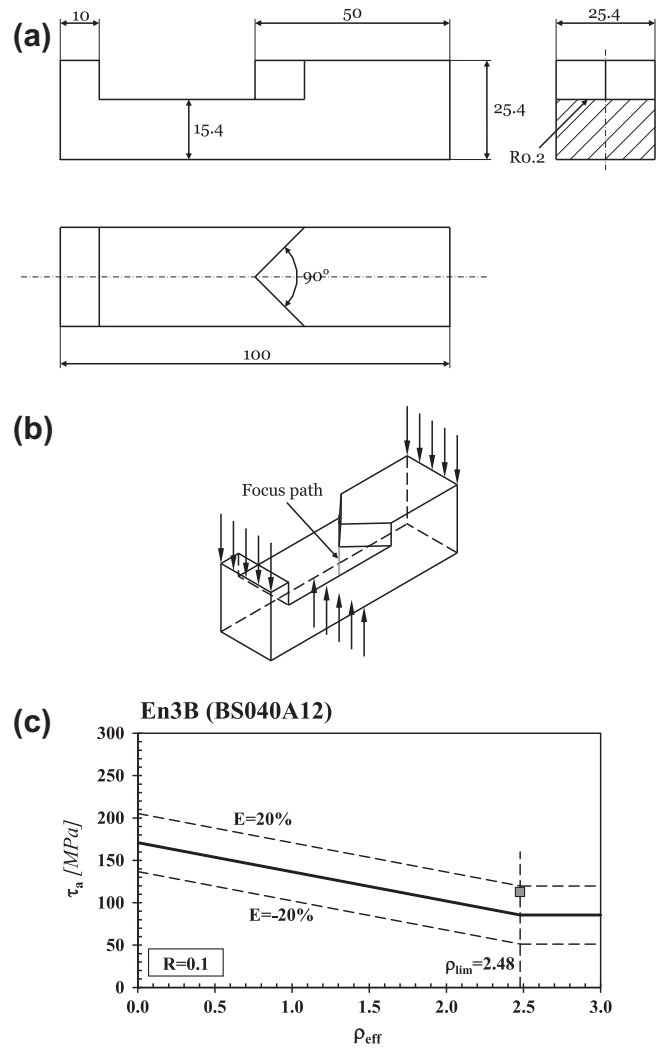 (a)
10
50
25.4
15.4
25.4
R0.2
90°
100
(b)
Focus path
(c)
En3B (BS040A12)
τa [MPa]
300
250
200
150
100
50
0
E=20%
E=-20%
R=0.1
ρlim=2.48
0.0 0.5 1.0 1.5 2.0 2.5 3.0
ρeff